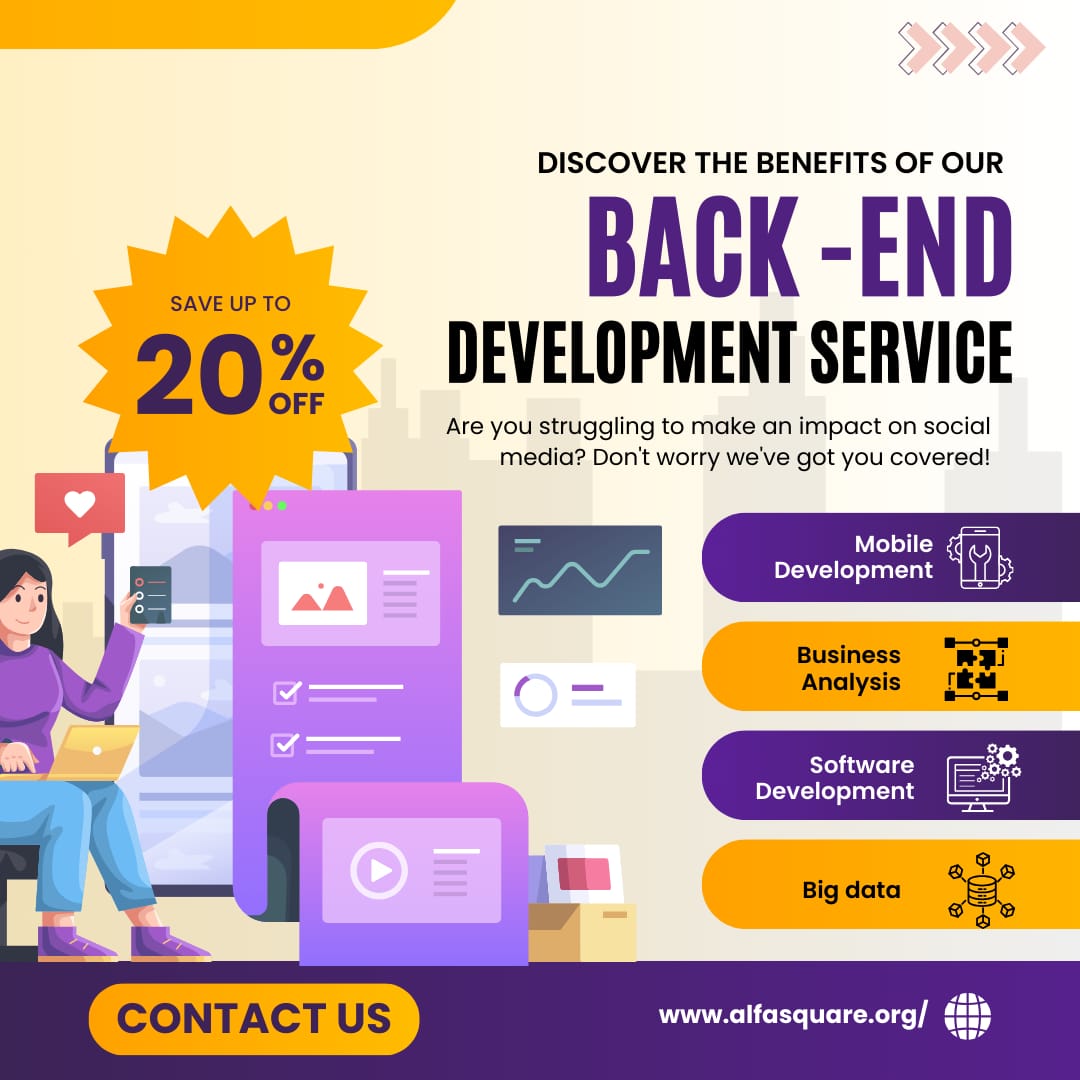 DISCOVER THE BENEFITS OF OUR
BACK -END
DEVELOPMENT SERVICE
Are you struggling to make an impact on social
media? Don't worry we've got you covered!
SAVE UP TO
20%
OFF
Mobile
Development
Business
Analysis
Software
Development
Big data
CONTACT US
www.alfasquare.org/